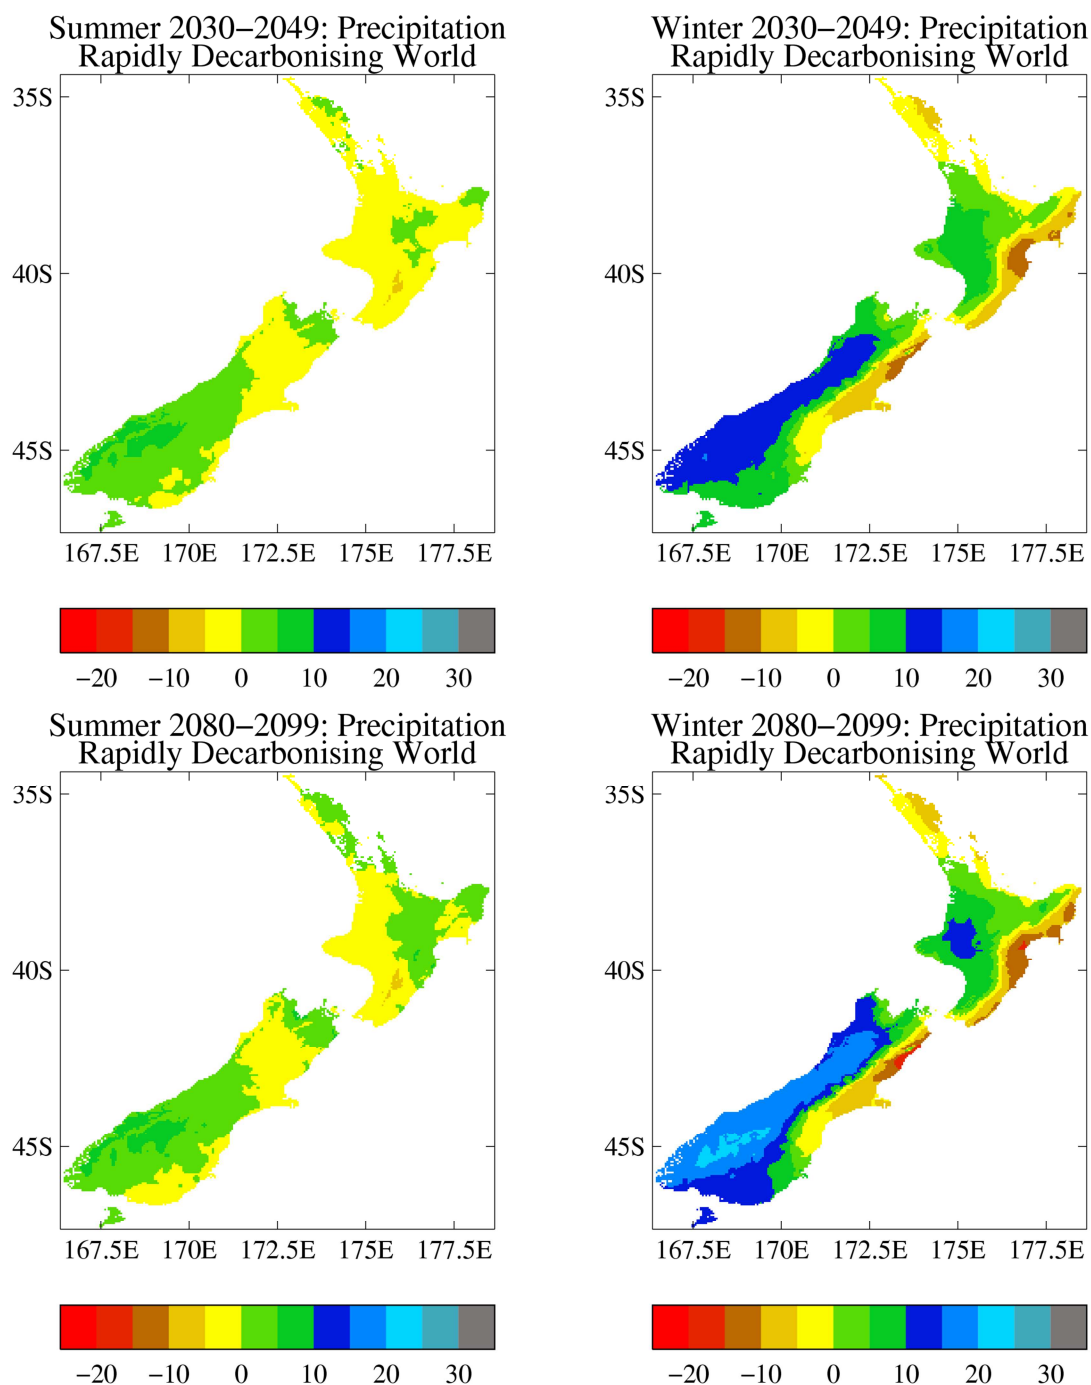 Summer 2030−2049: Precipitation
Rapidly Decarbonising World
35S
40S
45S
167.5E 170E 172.5E 175E 177.5E
−20 −10 0 10 20 30
Winter 2030−2049: Precipitation
Rapidly Decarbonising World
35S
40S
45S
167.5E 170E 172.5E 175E 177.5E
−20 −10 0 10 20 30
Summer 2080−2099: Precipitation
Rapidly Decarbonising World
35S
40S
45S
167.5E 170E 172.5E 175E 177.5E
−20 −10 0 10 20 30
Winter 2080−2099: Precipitation
Rapidly Decarbonising World
35S
40S
45S
167.5E 170E 172.5E 175E 177.5E
−20 −10 0 10 20 30